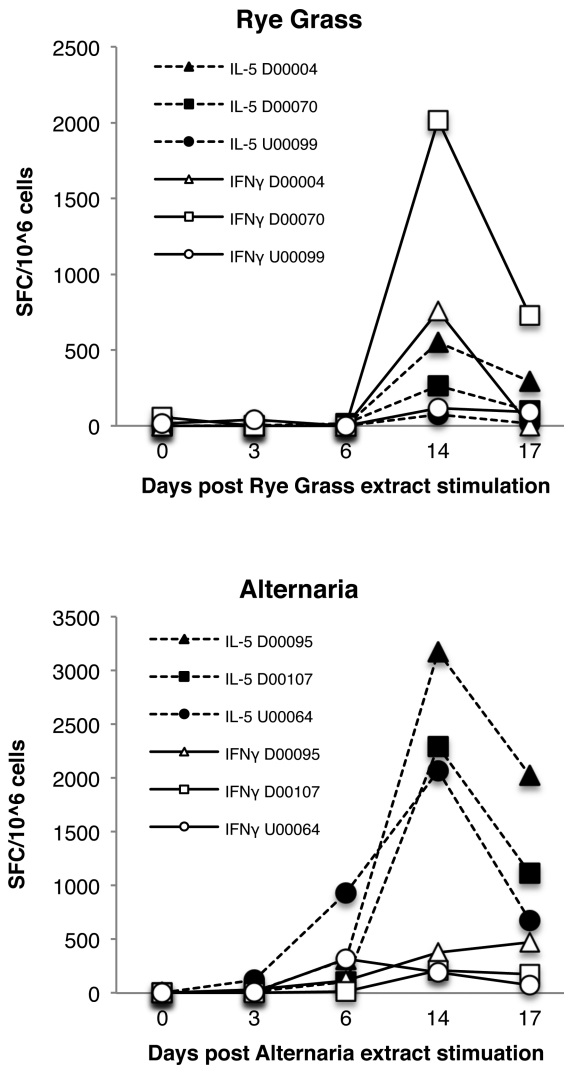 Rye Grass
2500
2000
1500
1000
500
0
SFC/10^6 cells
IL-5 D00004
IL-5 D00070
IL-5 U00099
IFNγ D00004
IFNγ D00070
IFNγ U00099
0 3 6 14 17
Days post Rye Grass extract stimulation
Alternaria
3500
3000
2500
2000
1500
1000
500
0
SFC/10^6 cells
IL-5 D00095
IL-5 D00107
IL-5 U00064
IFNγ D00095
IFNγ D00107
IFNγ U00064
0 3 6 14 17
Days post Alternaria extract stimuation